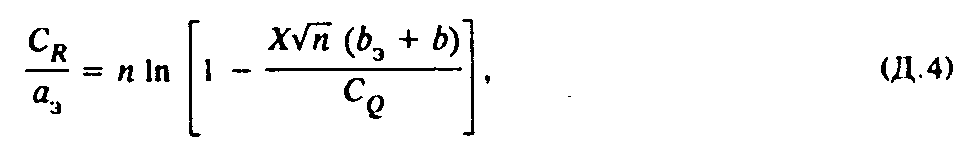 C_R / a_э = n ln [1 − X√n (b_э + b) / C_Q], (Д.4)